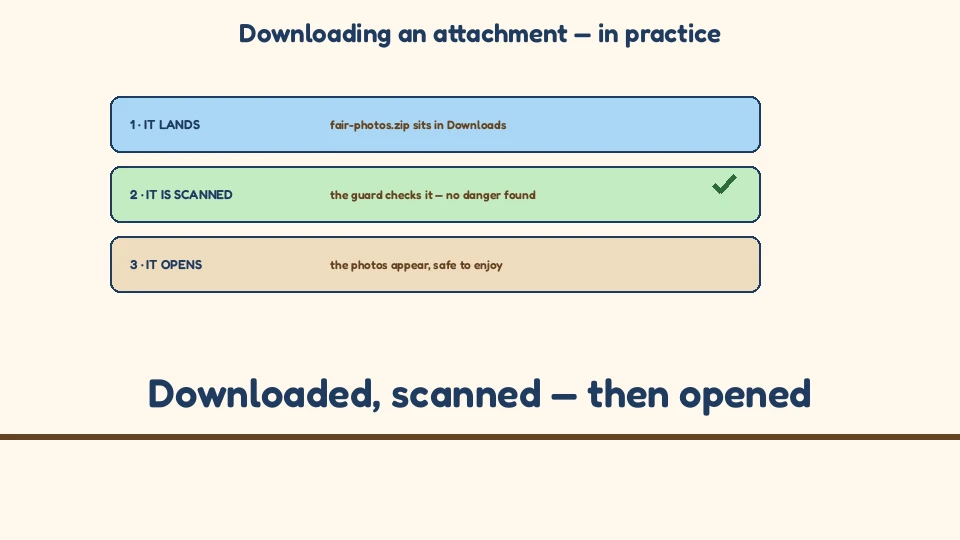 Downloading an attachment — in practice
1 · IT LANDS
fair-photos.zip sits in Downloads
2 · IT IS SCANNED
the guard checks it — no danger found
3 · IT OPENS
the photos appear, safe to enjoy
Downloaded, scanned — then opened